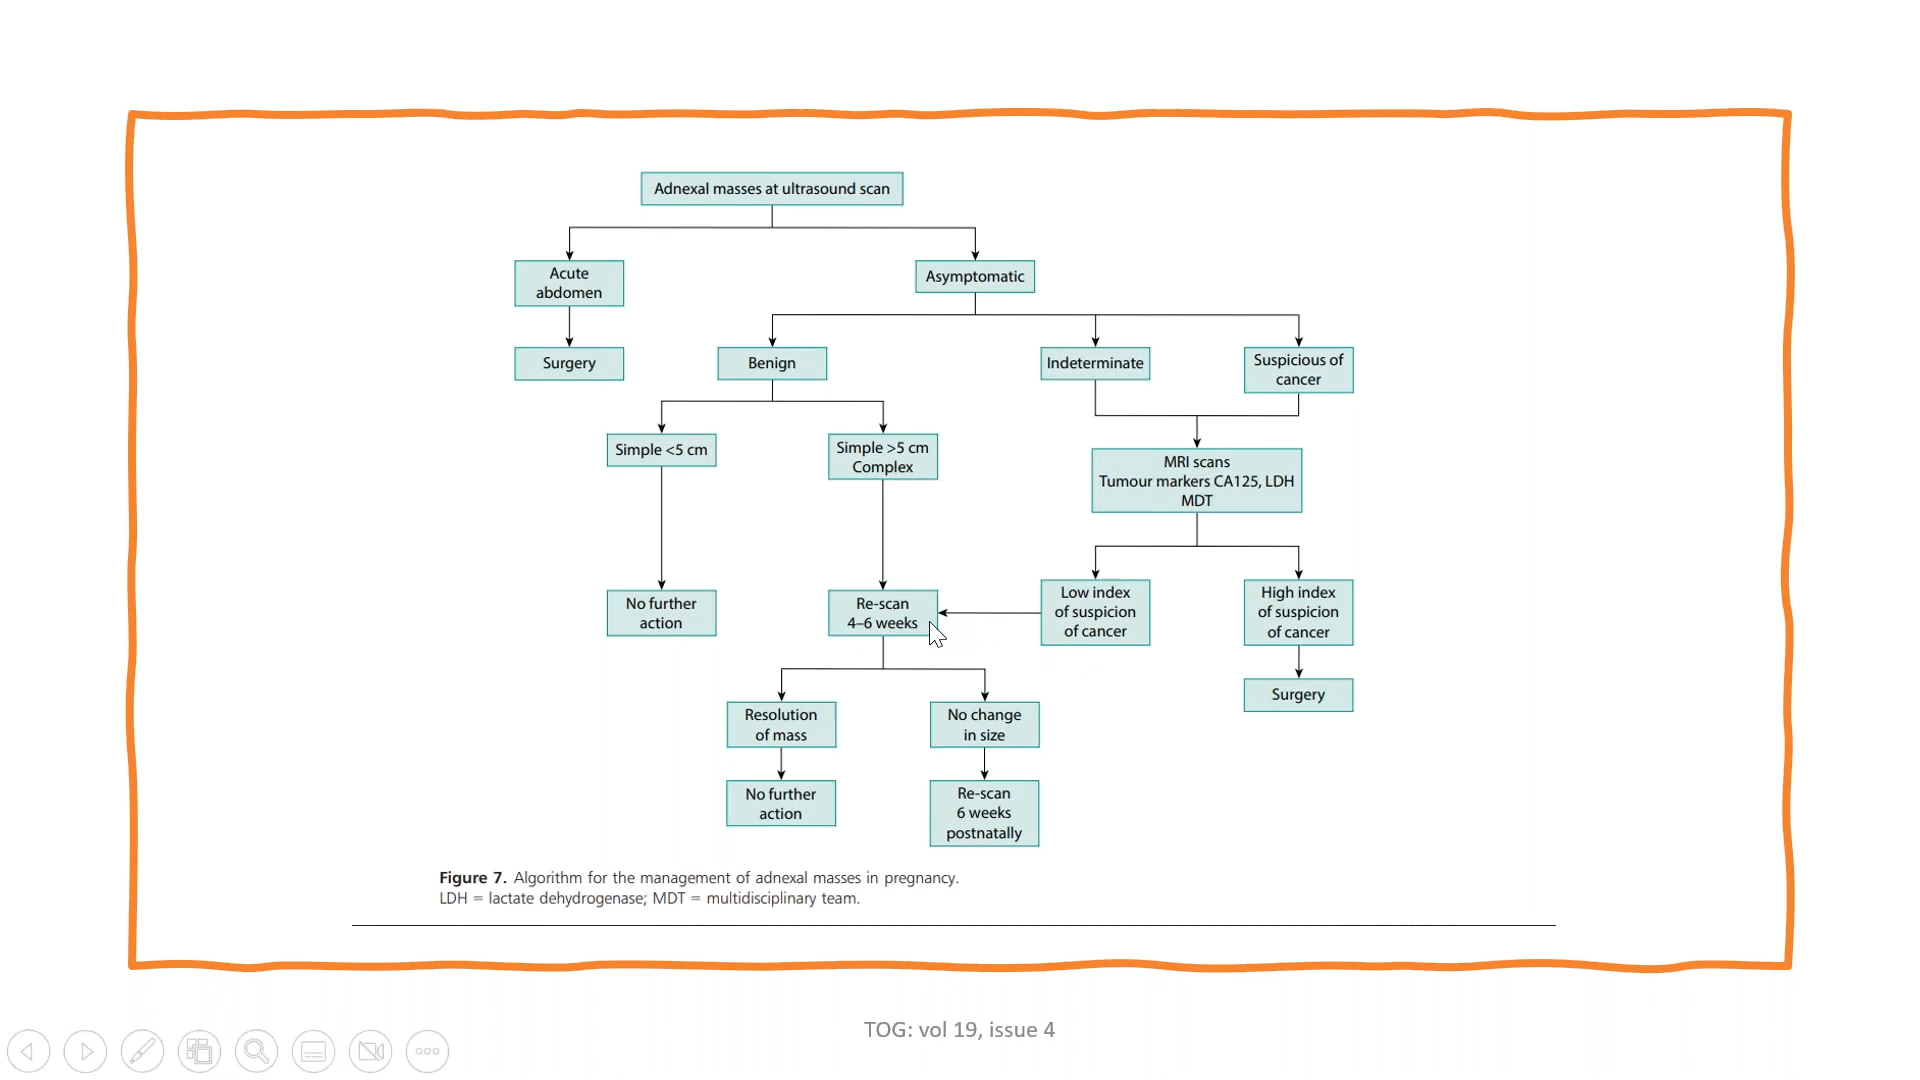 Adnexal masses at ultrasound scan
Acute
abdomen
Asymptomatic
Surgery
Benign
Indeterminate
Suspicious of
cancer
Simple <5 cm
Simple >5 cm
Complex
MRI scans
Tumour markers CA125, LDH
MDT
No further
action
Re-scan
4–6 weeks
Low index
of suspicion
of cancer
High index
of suspicion
of cancer
Surgery
Resolution
of mass
No change
in size
No further
action
Re-scan
6 weeks
postnatally
Figure 7. Algorithm for the management of adnexal masses in pregnancy.
LDH = lactate dehydrogenase; MDT = multidisciplinary team.
TOG: vol 19, issue 4